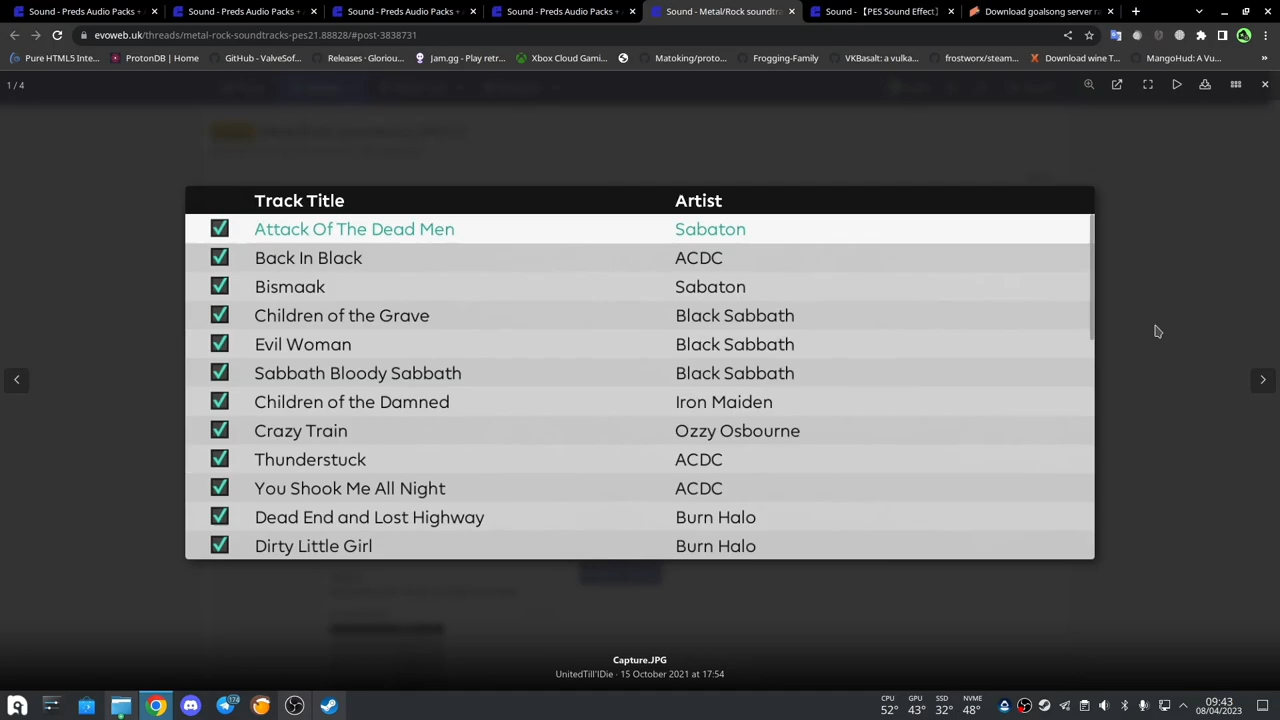 Sound - Preds Audio Packs +
Sound - Preds Audio Packs +
Sound - Preds Audio Packs +
Sound - Preds Audio Packs +
Sound - Metal/Rock soundtra
Sound - 【PES Sound Effect】
Download goalsong server ra
evoweb.uk/threads/metal-rock-soundtracks-pes21.88828/#post-3838731
Pure HTML5 Inte...
ProtonDB | Home
GitHub - ValveSof...
Releases · Gloriou...
Jam.gg - Play retr...
Xbox Cloud Gami...
Matoking/proto...
Frogging-Family
VKBasalt: a vulka...
frostworx/steam...
Download wine T...
MangoHud: A Vu...
»
1 / 4
Track Title Artist
Attack Of The Dead Men Sabaton
Back In Black ACDC
Bismaak Sabaton
Children of the Grave Black Sabbath
Evil Woman Black Sabbath
Sabbath Bloody Sabbath Black Sabbath
Children of the Damned Iron Maiden
Crazy Train Ozzy Osbourne
Thunderstuck ACDC
You Shook Me All Night ACDC
Dead End and Lost Highway Burn Halo
Dirty Little Girl Burn Halo
Capture.JPG
UnitedTill'IDie · 15 October 2021 at 17:54
CPU GPU SSD NVME
52° 43° 32° 48°
09:43
08/04/2023